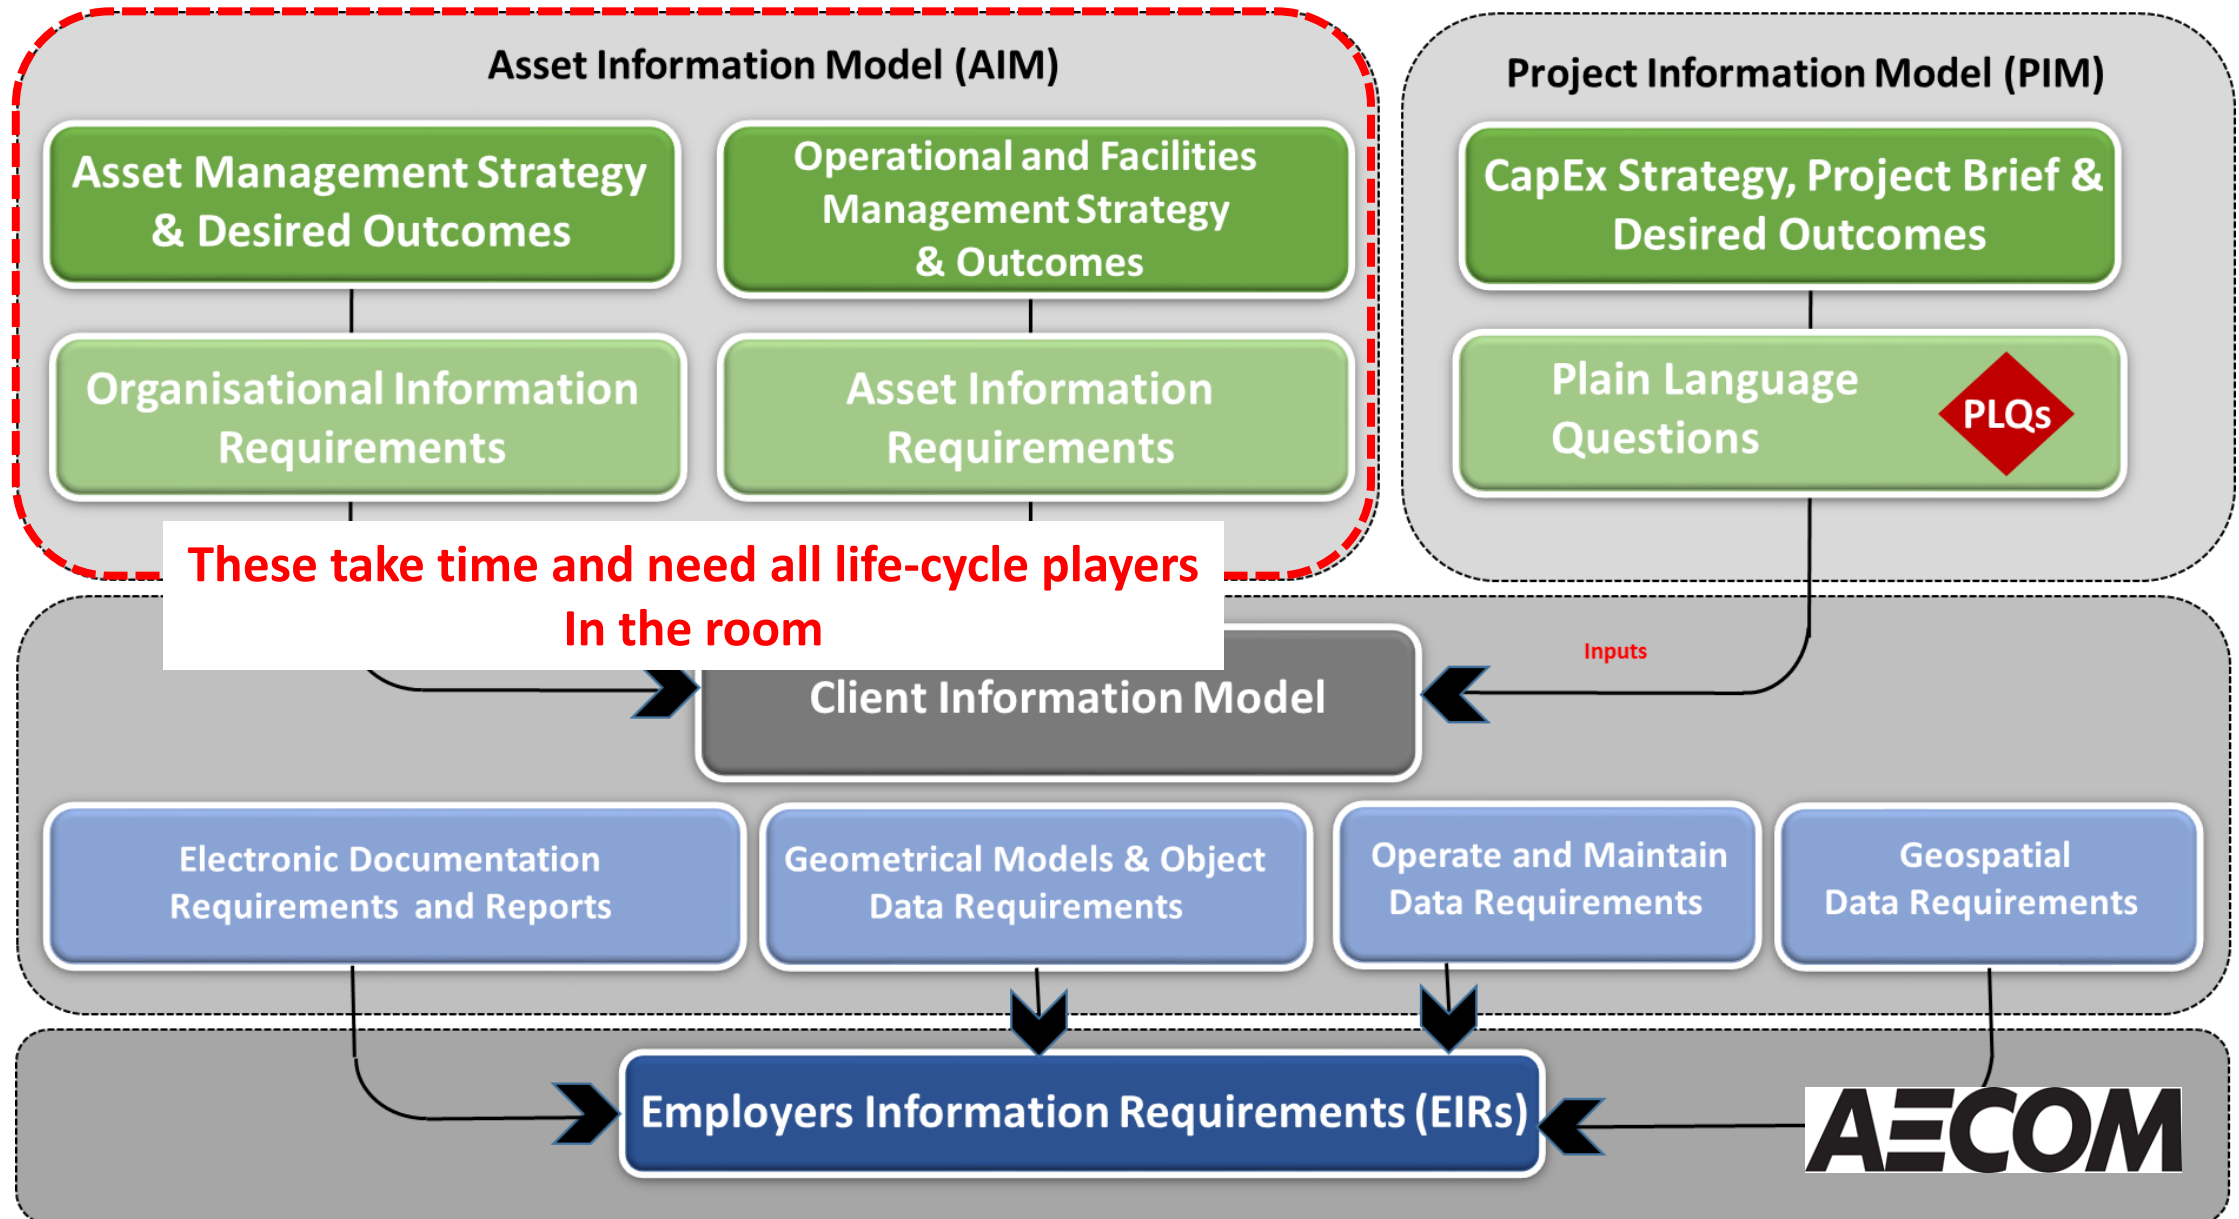 Asset Information Model (AIM)
Asset Management Strategy
& Desired Outcomes
Operational and Facilities
Management Strategy
& Outcomes
Organisational Information
Requirements
Asset Information
Requirements
Project Information Model (PIM)
CapEx Strategy, Project Brief &
Desired Outcomes
Plain Language
Questions
PLQs
These take time and need all life-cycle players
In the room
Inputs
Client Information Model
Electronic Documentation
Requirements and Reports
Geometrical Models & Object
Data Requirements
Operate and Maintain
Data Requirements
Geospatial
Data Requirements
Employers Information Requirements (EIRs)
AECOM